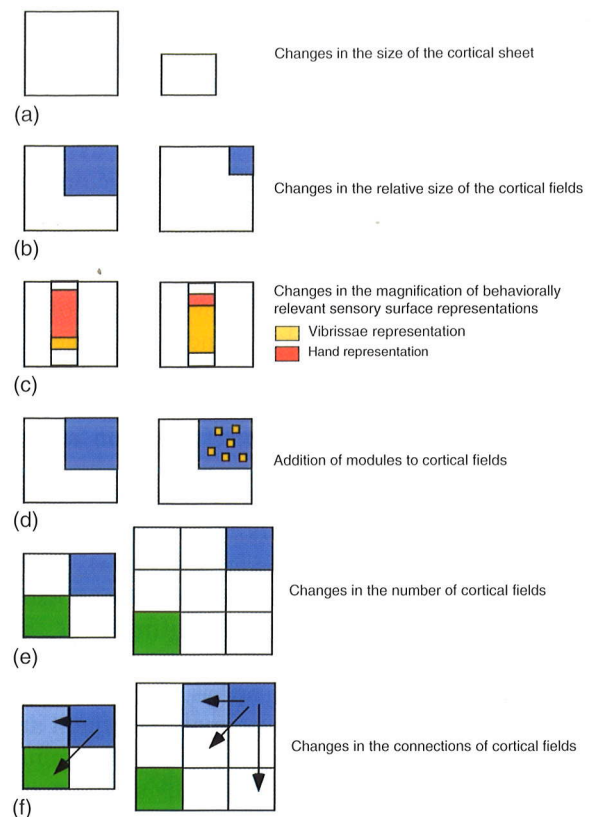 Changes in the size of the cortical sheet
(a)
Changes in the relative size of the cortical fields
(b)
Changes in the magnification of behaviorally
relevant sensory surface representations
Vibrissae representation
Hand representation
(c)
Addition of modules to cortical fields
(d)
Changes in the number of cortical fields
(e)
Changes in the connections of cortical fields
(f)